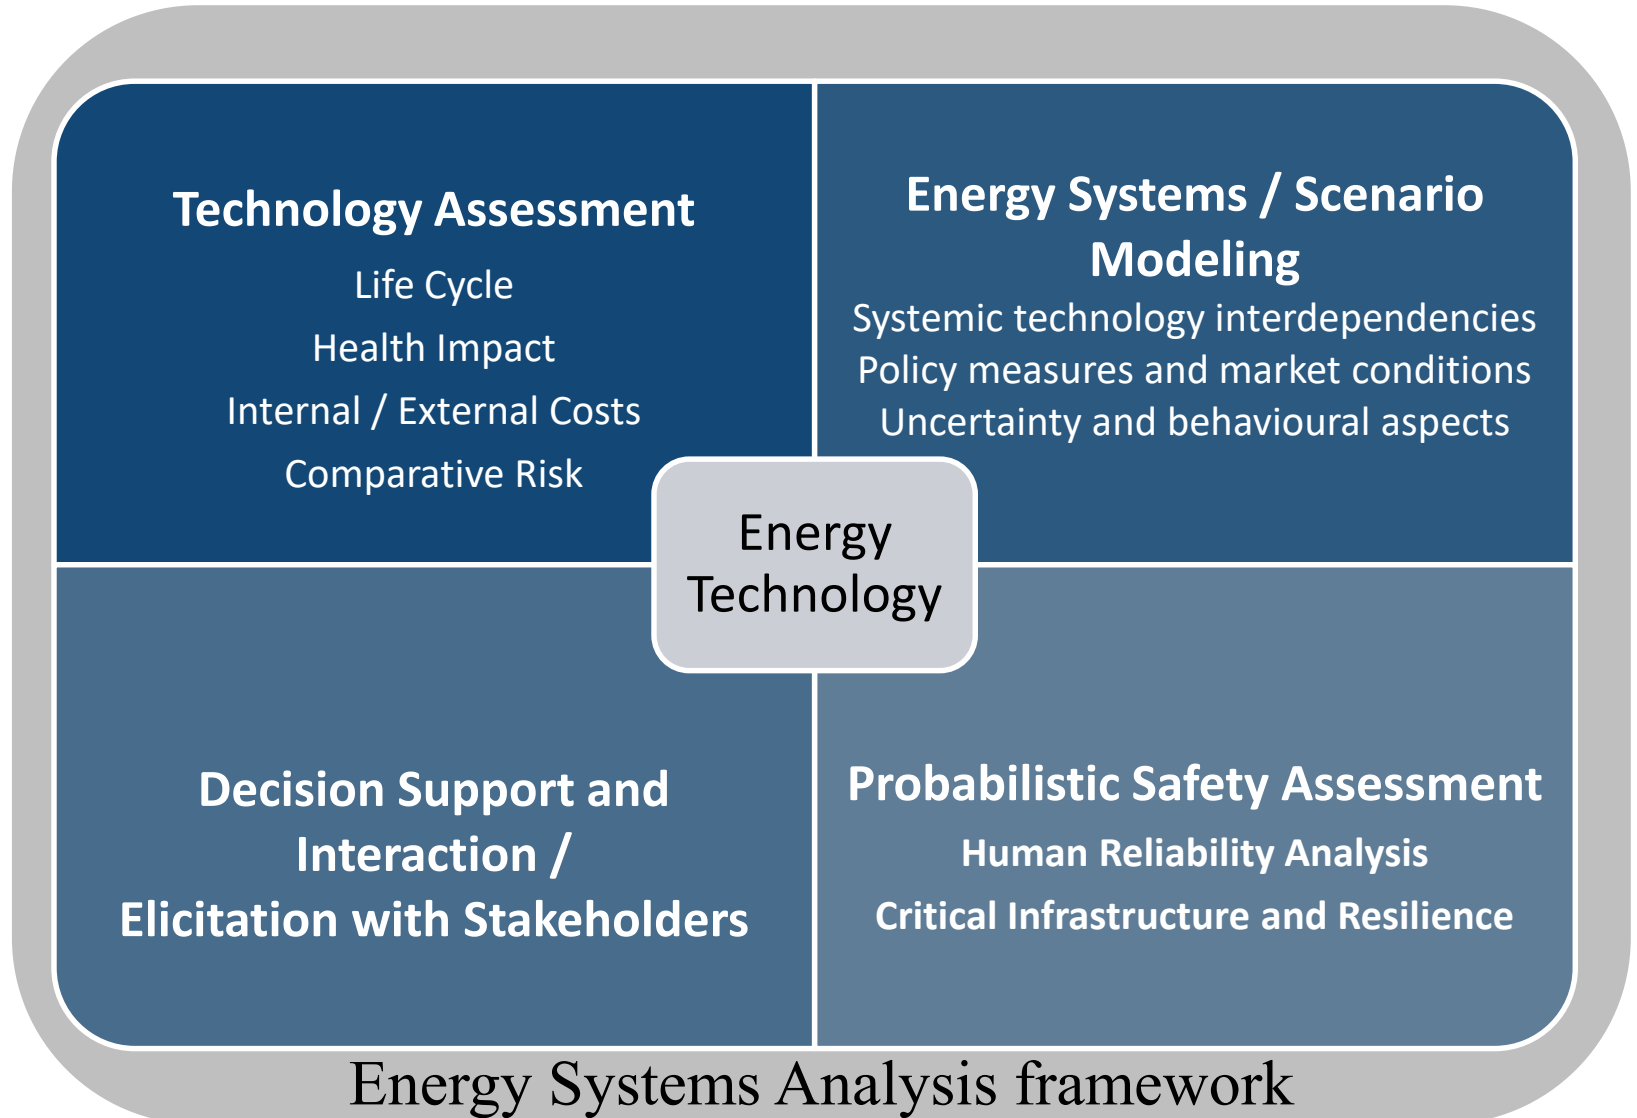 Technology Assessment
Life Cycle
Health Impact
Internal / External Costs
Comparative Risk
Energy Systems / Scenario
Modeling
Systemic technology interdependencies
Policy measures and market conditions
Uncertainty and behavioural aspects
Energy
Technology
Decision Support and
Interaction /
Elicitation with Stakeholders
Probabilistic Safety Assessment
Human Reliability Analysis
Critical Infrastructure and Resilience
Energy Systems Analysis framework